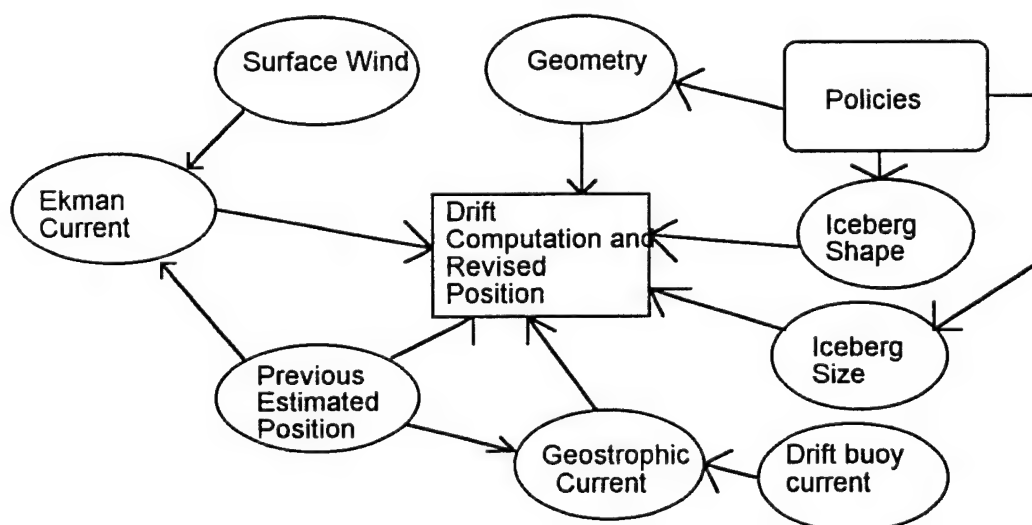 Surface Wind
Geometry
Policies
Ekman
Current
Drift
Computation and
Revised
Position
Iceberg
Shape
Iceberg
Size
Previous
Estimated
Position
Geostrophic
Current
Drift buoy
current